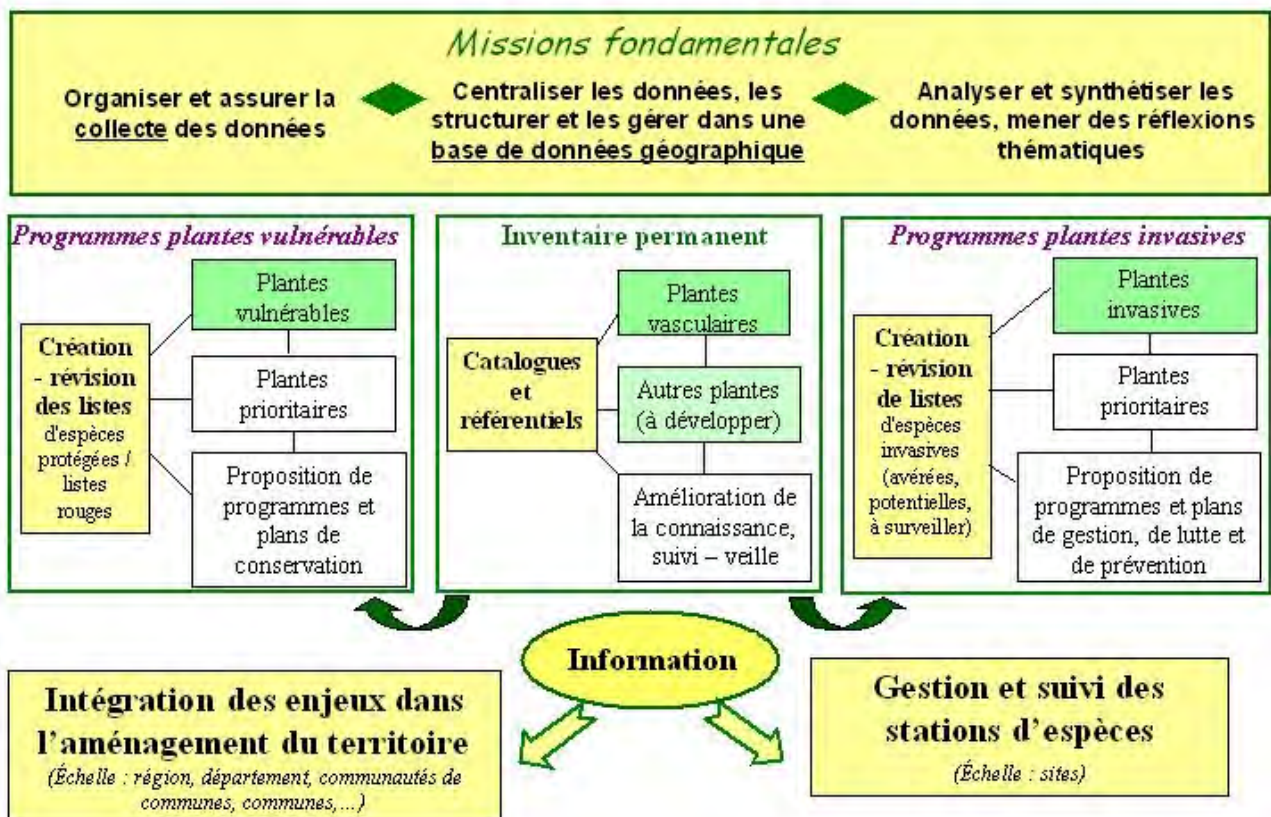 Missions fondamentales
Organiser et assurer la
collecte des données
Centraliser les données, les
structurer et les gérer dans une
base de données géographique
Analyser et synthétiser les
données, mener des réflexions
thématiques
Programmes plantes vulnérables
Création
- révision
des listes
d'espèces
protégées /
listes
rouges
Plantes
vulnérables
Plantes
prioritaires
Proposition de
programmes et
plans de
conservation
Inventaire permanent
Catalogues
et
référentiels
Plantes
vasculaires
Autres plantes
(à développer)
Amélioration de
la connaissance,
suivi – veille
Programmes plantes invasives
Création
- révision
de listes
d'espèces
invasives
(avérées,
potentielles,
à surveiller)
Plantes
invasives
Plantes
prioritaires
Proposition de
programmes et plans
de gestion, de lutte et
de prévention
Information
Intégration des enjeux dans
l'aménagement du territoire
(Échelle : région, département, communautés de
communes, communes,...)
Gestion et suivi des
stations d'espèces
(Échelle : sites)